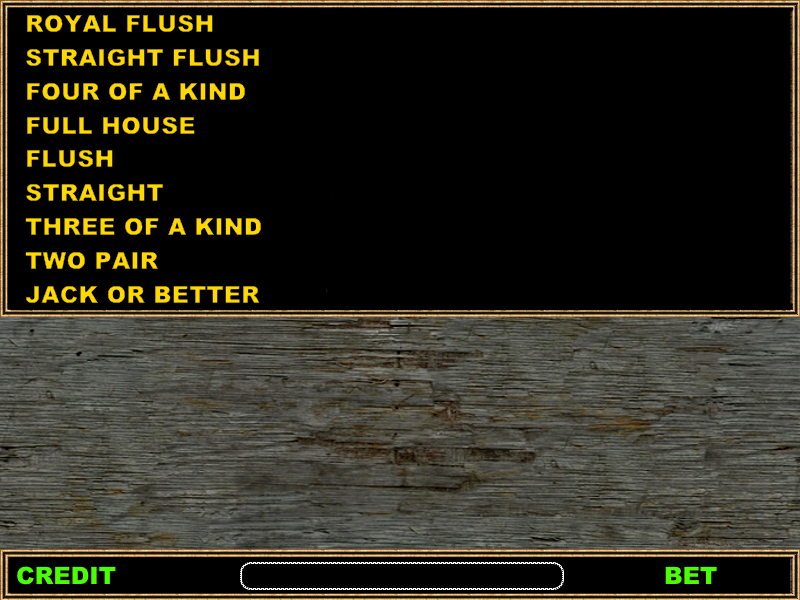 ROYAL FLUSH
STRAIGHT FLUSH
FOUR OF A KIND
FULL HOUSE
FLUSH
STRAIGHT
THREE OF A KIND
TWO PAIR
JACK OR BETTER
CREDIT
BET